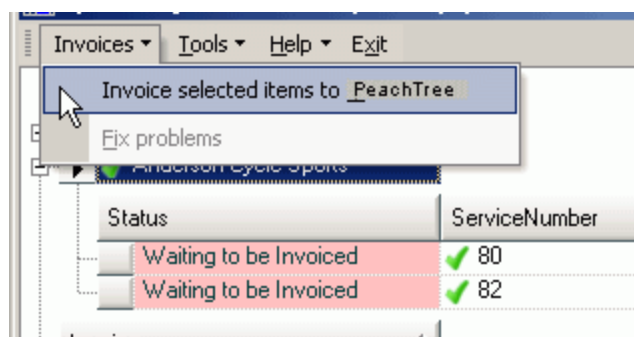 Invoices Tools Help Exit
Invoice selected items to PeachTree
Fix problems
Anderson Cycle Sports
Status ServiceNumber
Waiting to be Invoiced 80
Waiting to be Invoiced 82